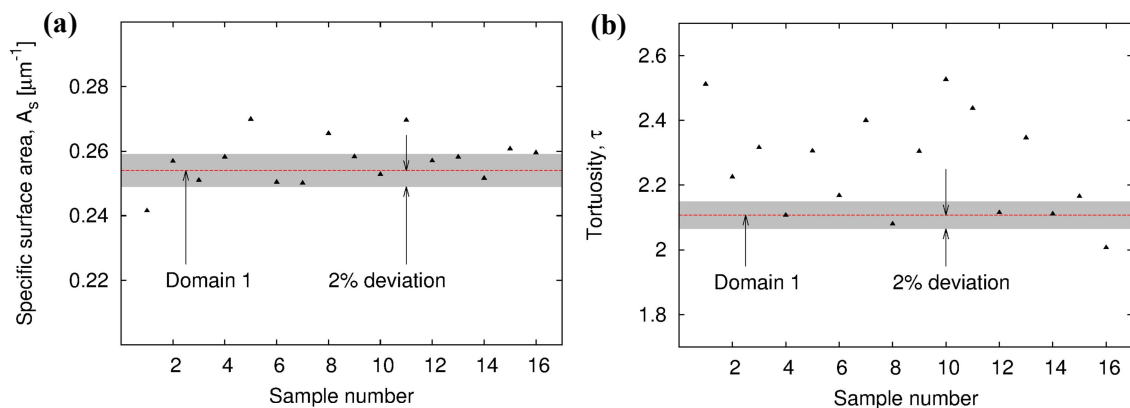 (a)
Specific surface area, Aₛ [μm⁻¹]
0.28
0.26
0.24
0.22
Domain 1
2% deviation
2 4 6 8 10 12 14 16
Sample number
(b)
Tortuosity, τ
2.6
2.4
2.2
2
1.8
Domain 1
2% deviation
2 4 6 8 10 12 14 16
Sample number